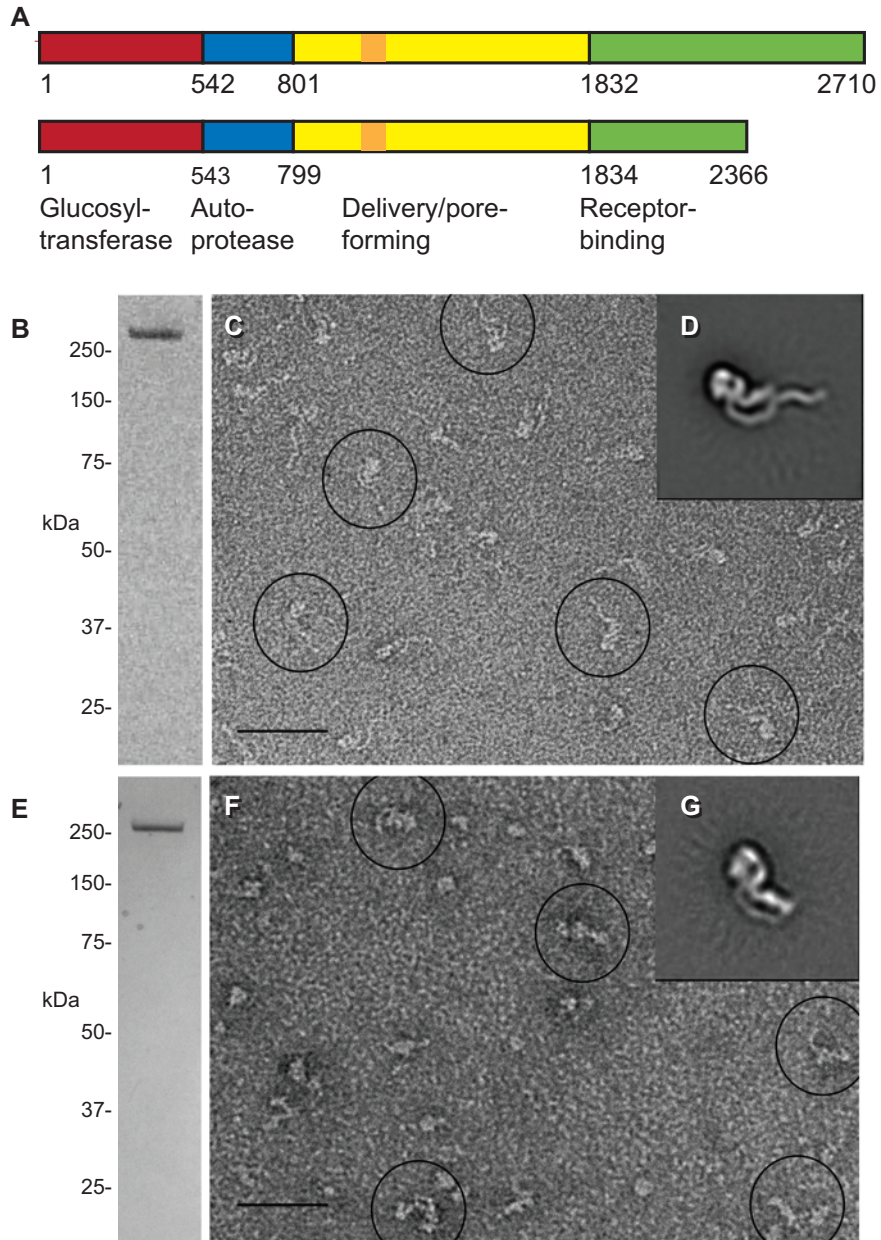 A
1 542 801 1832 2710
1 543 799 1834 2366
Glucosyl- Auto- Delivery/pore- Receptor-
transferase protease forming binding
B
250-
150-
75-
kDa
50-
37-
25-
C
D
E
250-
150-
75-
kDa
50-
37-
25-
F
G